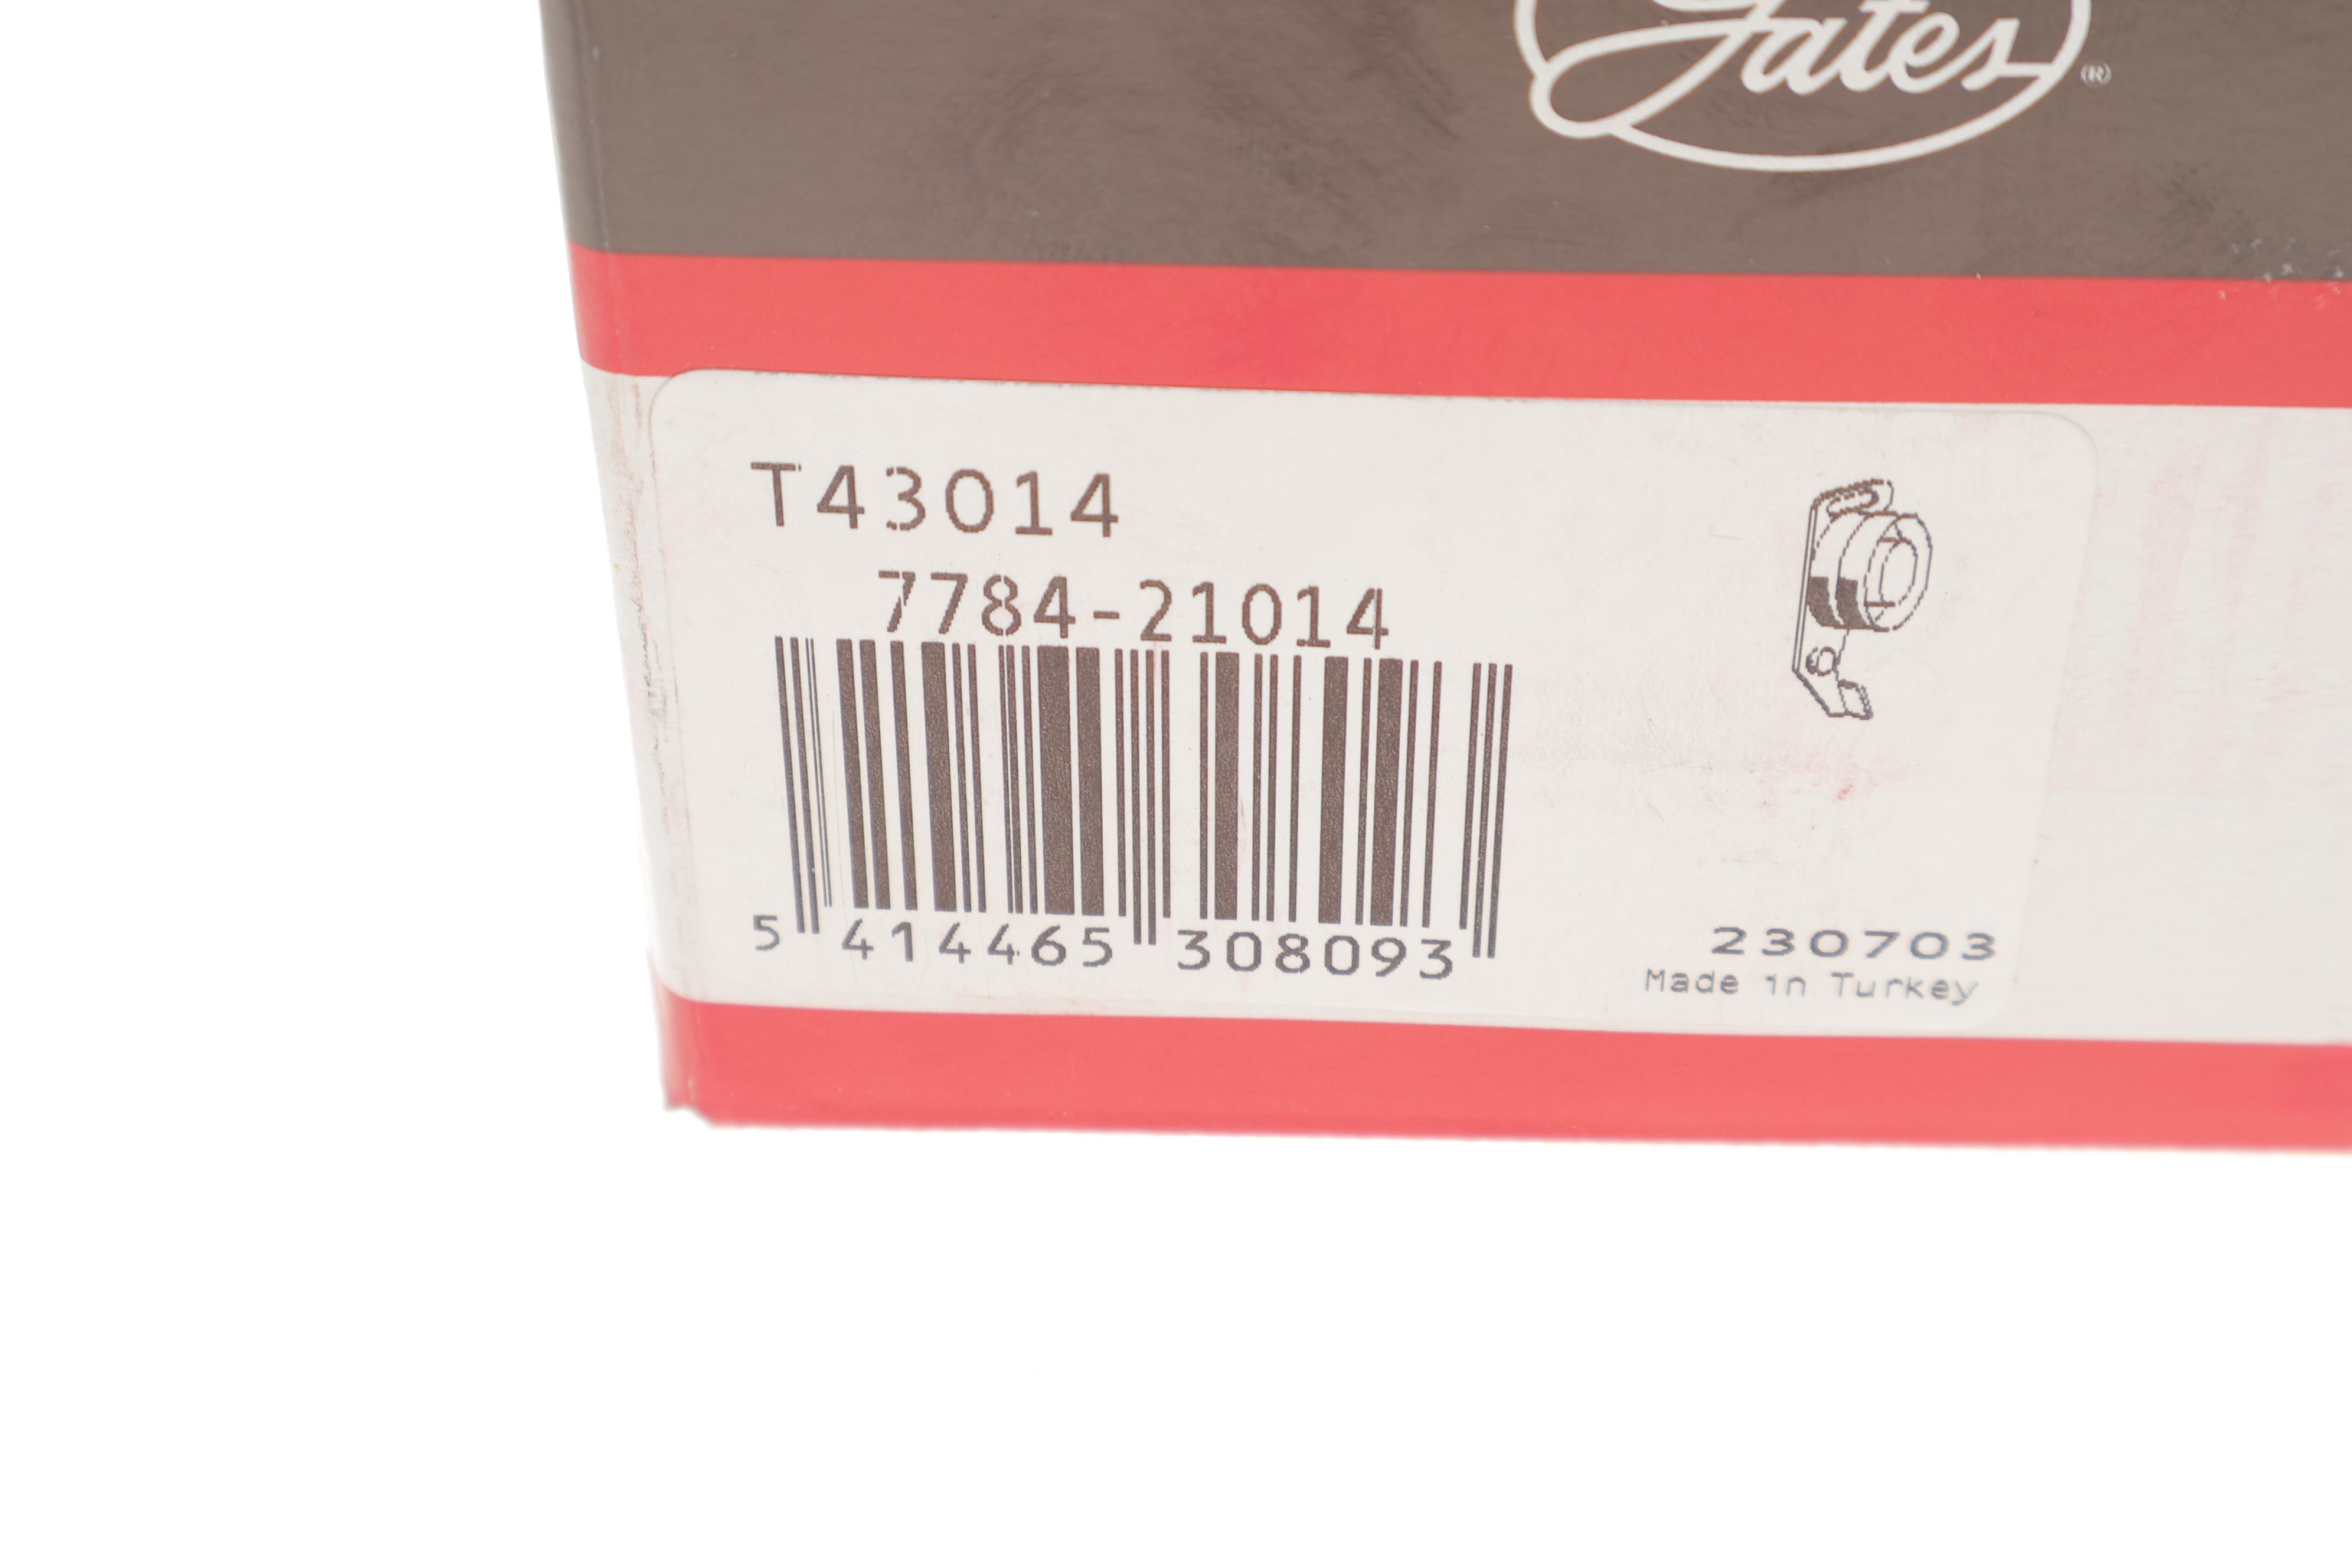 Gates®
T43014
7784-21014
5 414465 308093
230703
Made in Turkey